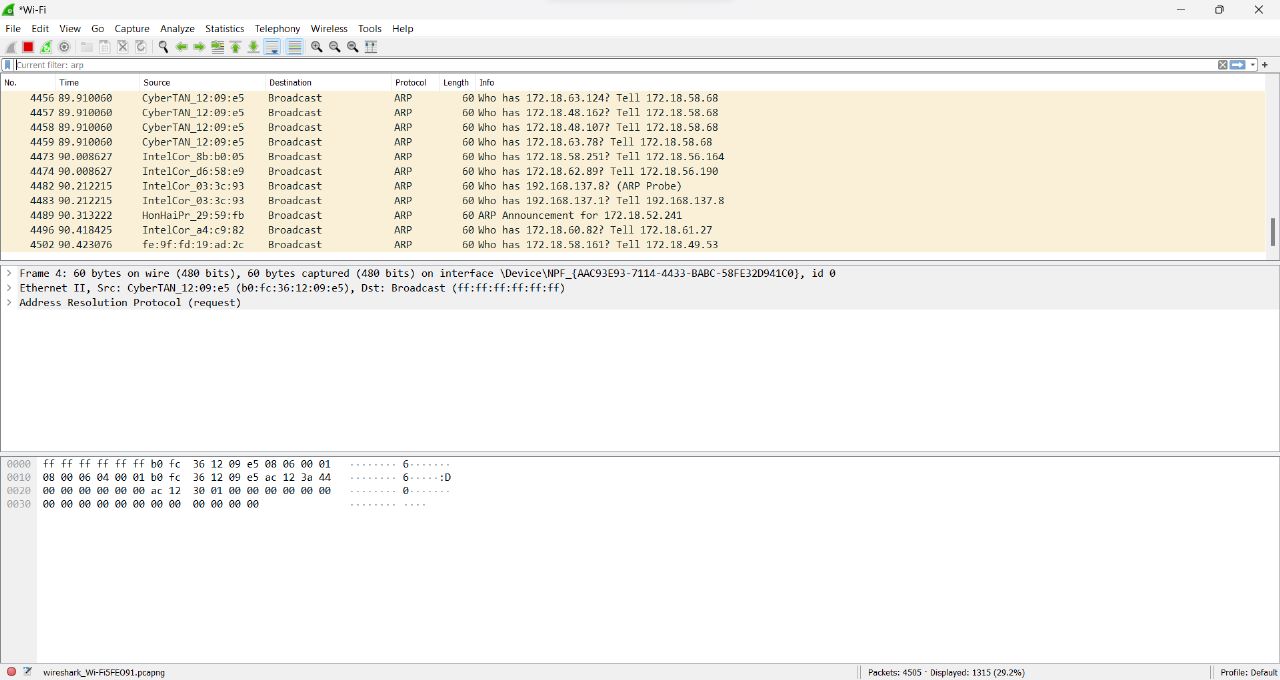 *Wi-Fi
File Edit View Go Capture Analyze Statistics Telephony Wireless Tools Help
Current filter: arp
No. Time Source Destination Protocol Length Info
4456 89.910060 CyberTAN_12:09:e5 Broadcast ARP 60 Who has 172.18.63.124? Tell 172.18.58.68
4457 89.910060 CyberTAN_12:09:e5 Broadcast ARP 60 Who has 172.18.48.162? Tell 172.18.58.68
4458 89.910060 CyberTAN_12:09:e5 Broadcast ARP 60 Who has 172.18.48.107? Tell 172.18.58.68
4459 89.910060 CyberTAN_12:09:e5 Broadcast ARP 60 Who has 172.18.63.78? Tell 172.18.58.68
4473 90.008627 IntelCor_8b:b0:05 Broadcast ARP 60 Who has 172.18.58.251? Tell 172.18.56.164
4474 90.008627 IntelCor_d6:58:e9 Broadcast ARP 60 Who has 172.18.62.89? Tell 172.18.56.190
4482 90.212215 IntelCor_03:3c:93 Broadcast ARP 60 Who has 192.168.137.8? (ARP Probe)
4483 90.212215 IntelCor_03:3c:93 Broadcast ARP 60 Who has 192.168.137.1? Tell 192.168.137.8
4489 90.313222 HonHaiPr_29:59:fb Broadcast ARP 60 ARP Announcement for 172.18.52.241
4496 90.418425 IntelCor_a4:c9:82 Broadcast ARP 60 Who has 172.18.60.82? Tell 172.18.61.27
4502 90.423076 fe:9f:fd:19:ad:2c Broadcast ARP 60 Who has 172.18.58.161? Tell 172.18.49.53
Frame 4: 60 bytes on wire (480 bits), 60 bytes captured (480 bits) on interface \Device\NPF_{AAC93E93-7114-4433-BABC-58FE32D941C0}, id 0
Ethernet II, Src: CyberTAN_12:09:e5 (b0:fc:36:12:09:e5), Dst: Broadcast (ff:ff:ff:ff:ff:ff)
Address Resolution Protocol (request)
0000 ff ff ff ff ff ff b0 fc 36 12 09 e5 08 06 00 01 ········ 6·······
0010 08 00 06 04 00 01 b0 fc 36 12 09 e5 ac 12 3a 44 ········ 6·····:D
0020 00 00 00 00 00 00 ac 12 30 01 00 00 00 00 00 00 ········ 0·······
0030 00 00 00 00 00 00 00 00 00 00 00 00 ········ ····
wireshark_Wi-Fi5FEO91.pcapng Packets: 4505 · Displayed: 1315 (29.2%) Profile: Default